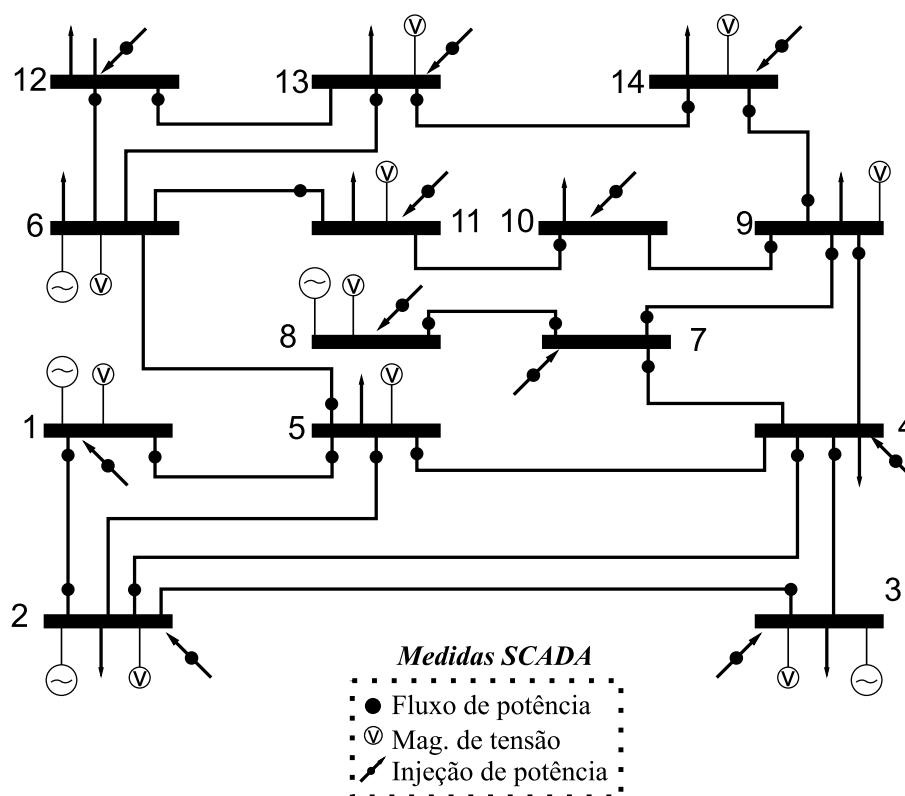 V
V
12
13
14
V
V
6
11
10
9
V
V
8
7
V
V
1
5
4
2
3
V
V
Medidas SCADA
Fluxo de potência
V Mag. de tensão
Injeção de potência